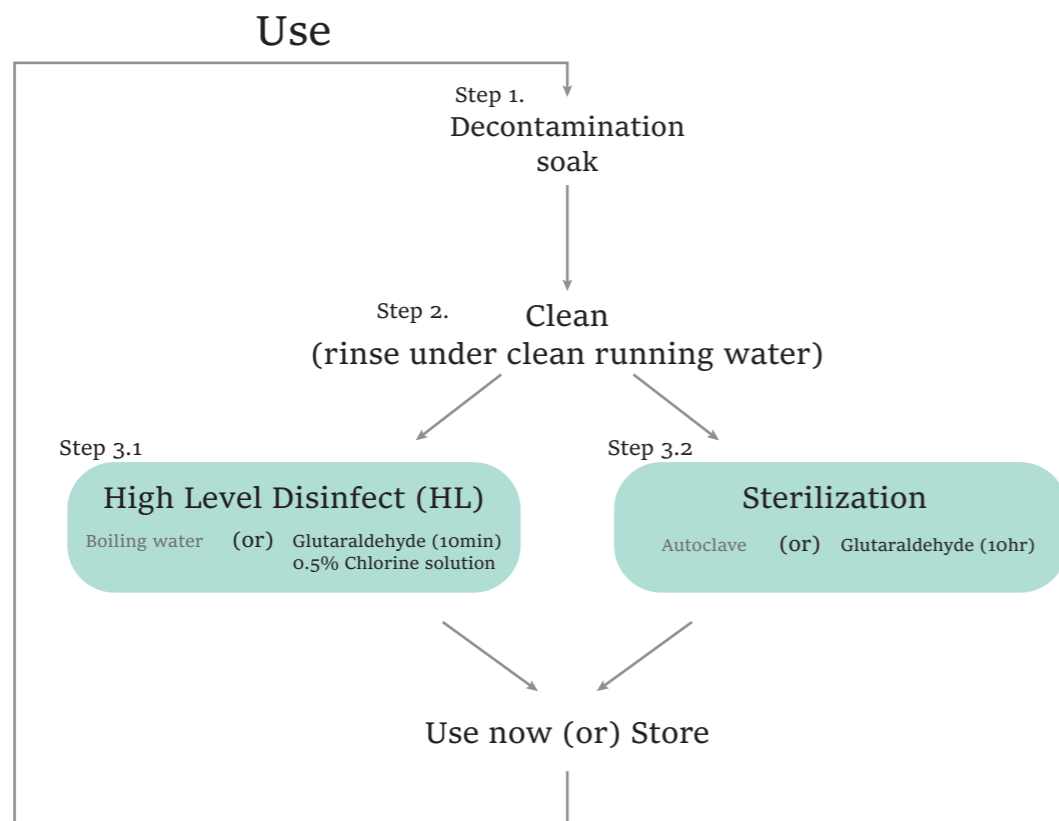 Use
Step 1.
Decontamination
soak
Step 2.
Clean
(rinse under clean running water)
Step 3.1
High Level Disinfect (HL)
Boiling water (or) Glutaraldehyde (10min)
0.5% Chlorine solution
Step 3.2
Sterilization
Autoclave (or) Glutaraldehyde (10hr)
Use now (or) Store